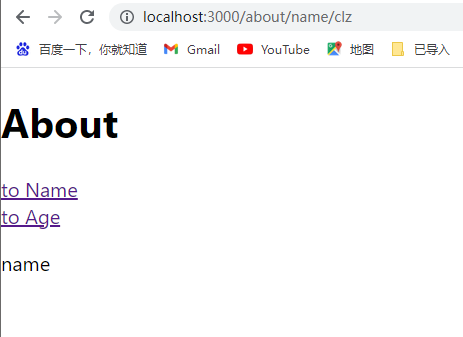 localhost:3000/about/name/clz
百度一下，你就知道 Gmail YouTube 地图 已导入
About
to Name
to Age
name